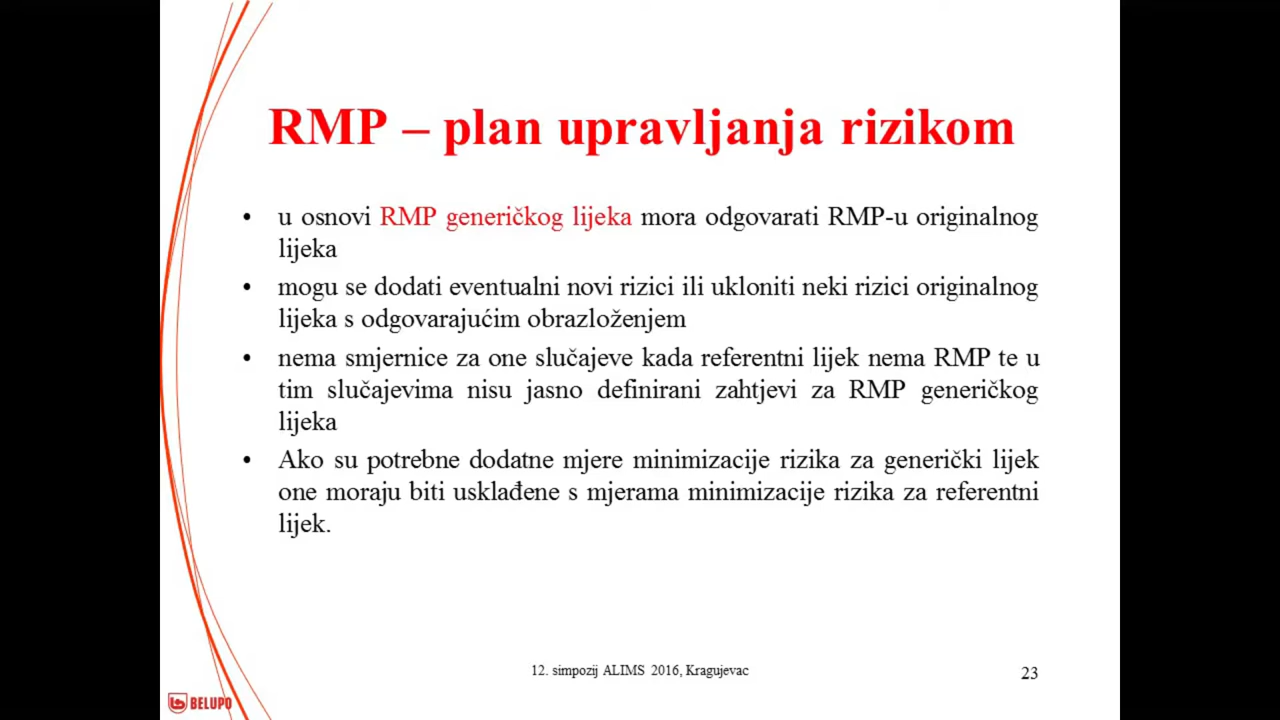 RMP – plan upravljanja rizikom
• u osnovi RMP generičkog lijeka mora odgovarati RMP-u originalnog
lijeka
• mogu se dodati eventualni novi rizici ili ukloniti neki rizici originalnog
lijeka s odgovarajućim obrazloženjem
• nema smjernice za one slučajeve kada referentni lijek nema RMP te u
tim slučajevima nisu jasno definirani zahtjevi za RMP generičkog
lijeka
• Ako su potrebne dodatne mjere minimizacije rizika za generički lijek
one moraju biti usklađene s mjerama minimizacije rizika za referentni
lijek.
12. simpozij ALIMS 2016, Kragujevac
23
BELUPO